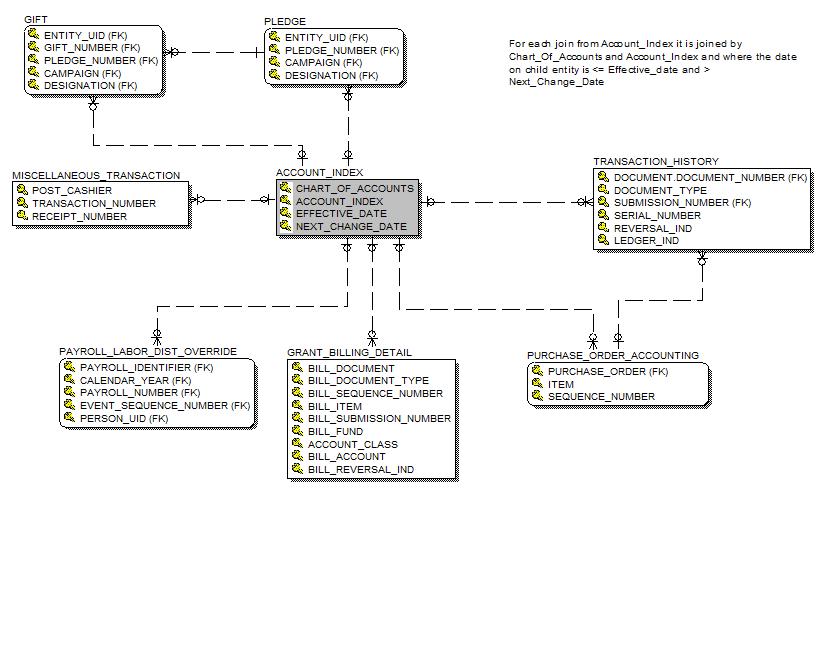 GIFT
ENTITY_UID (FK)
GIFT_NUMBER (FK)
PLEDGE_NUMBER (FK)
CAMPAIGN (FK)
DESIGNATION (FK)
PLEDGE
ENTITY_UID (FK)
PLEDGE_NUMBER (FK)
CAMPAIGN (FK)
DESIGNATION (FK)
For each join from Account_Index it is joined by
Chart_Of_Accounts and Account_Index and where the date
on child entity is <= Effective_date and >
Next_Change_Date
MISCELLANEOUS_TRANSACTION
POST_CASHIER
TRANSACTION_NUMBER
RECEIPT_NUMBER
ACCOUNT_INDEX
CHART_OF_ACCOUNTS
ACCOUNT_INDEX
EFFECTIVE_DATE
NEXT_CHANGE_DATE
TRANSACTION_HISTORY
DOCUMENT.DOCUMENT_NUMBER (FK)
DOCUMENT_TYPE
SUBMISSION_NUMBER (FK)
SERIAL_NUMBER
REVERSAL_IND
LEDGER_IND
PAYROLL_LABOR_DIST_OVERRIDE
PAYROLL_IDENTIFIER (FK)
CALENDAR_YEAR (FK)
PAYROLL_NUMBER (FK)
EVENT_SEQUENCE_NUMBER (FK)
PERSON_UID (FK)
GRANT_BILLING_DETAIL
BILL_DOCUMENT
BILL_DOCUMENT_TYPE
BILL_SEQUENCE_NUMBER
BILL_ITEM
BILL_SUBMISSION_NUMBER
BILL_FUND
ACCOUNT_CLASS
BILL_ACCOUNT
BILL_REVERSAL_IND
PURCHASE_ORDER_ACCOUNTING
PURCHASE_ORDER (FK)
ITEM
SEQUENCE_NUMBER